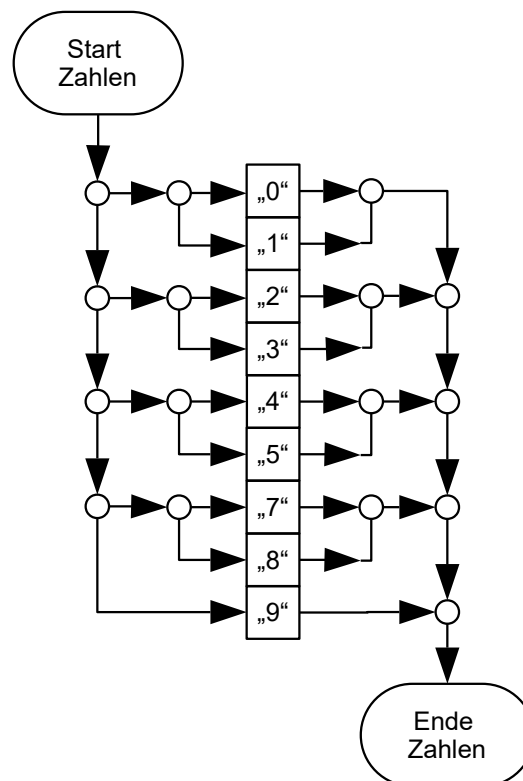 Start
Zahlen
„0“
„1“
„2“
„3“
„4“
„5“
„7“
„8“
„9“
Ende
Zahlen